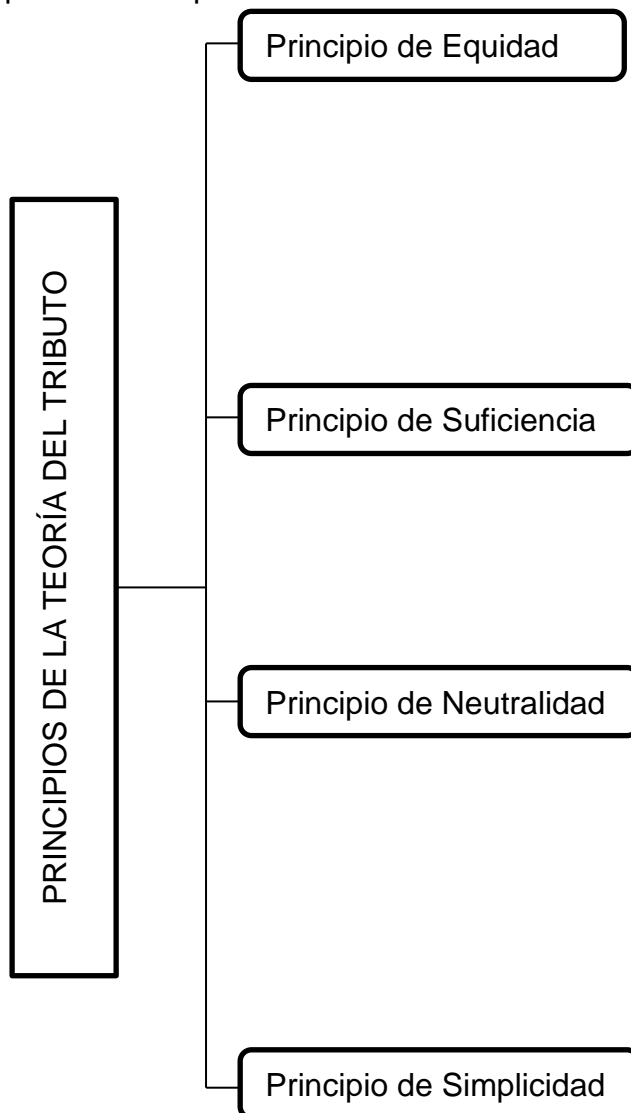 Principio de Equidad
PRINCIPIOS DE LA TEORÍA DEL TRIBUTO
Principio de Suficiencia
Principio de Neutralidad
Principio de Simplicidad